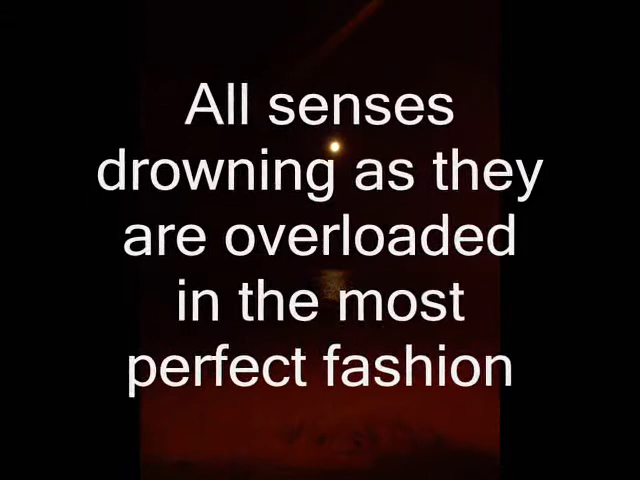 All senses
drowning as they
are overloaded
in the most
perfect fashion